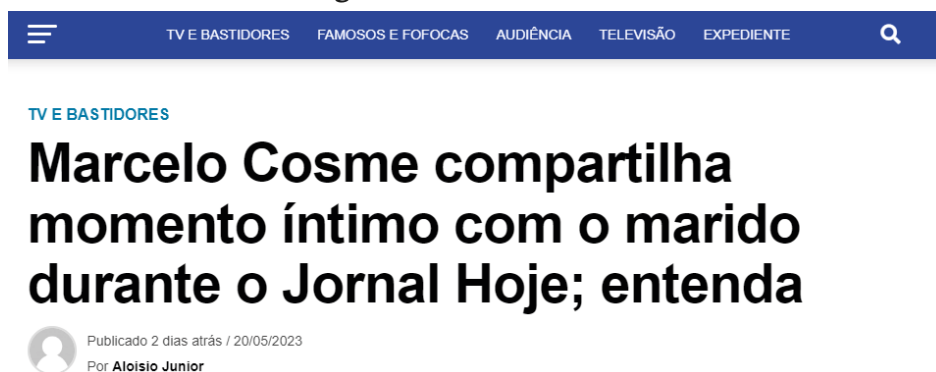 TV E BASTIDORES FAMOSOS E FOFOCAS AUDIÊNCIA TELEVISÃO EXPEDIENTE
TV E BASTIDORES
Marcelo Cosme compartilha
momento íntimo com o marido
durante o Jornal Hoje; entenda
Publicado 2 dias atrás / 20/05/2023
Por Aloisio Junior